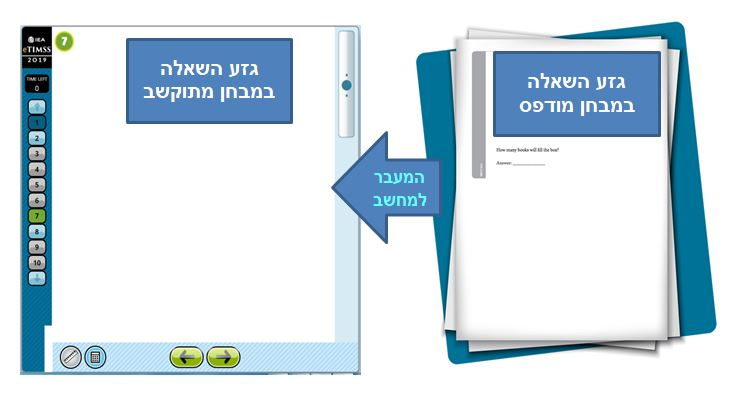 IEA
eTIMSS
2019
TIME LEFT
0
1
2
3
4
5
6
7
8
9
10
7
גזע השאלה
במבחן מתוקשב
המעבר
למחשב
גזע השאלה
במבחן מודפס
How many books will fill the box?
Answer: ____________